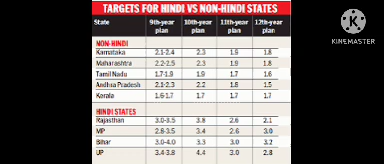 TARGETS FOR HINDI VS NON-HINDI STATES
State 9th-year plan 10th-year plan 11th-year plan 12th-year plan
NON-HINDI
Karnataka 2.1-2.4 2.3 1.9 1.8
Maharashtra 2.2-2.5 2.3 1.9 1.8
Tamil Nadu 1.7-1.9 1.9 1.7 1.6
Andhra Pradesh 2.1-2.3 2.2 1.8 1.5
Kerala 1.6-1.7 1.7 1.7 1.7
HINDI STATES
Rajasthan 3.0-3.5 3.8 2.6 2.1
MP 2.8-3.5 3.4 2.6 3.0
Bihar 3.0-4.0 3.3 3.0 3.2
UP 3.4-3.8 4.4 3.0 2.8
KINEMASTER